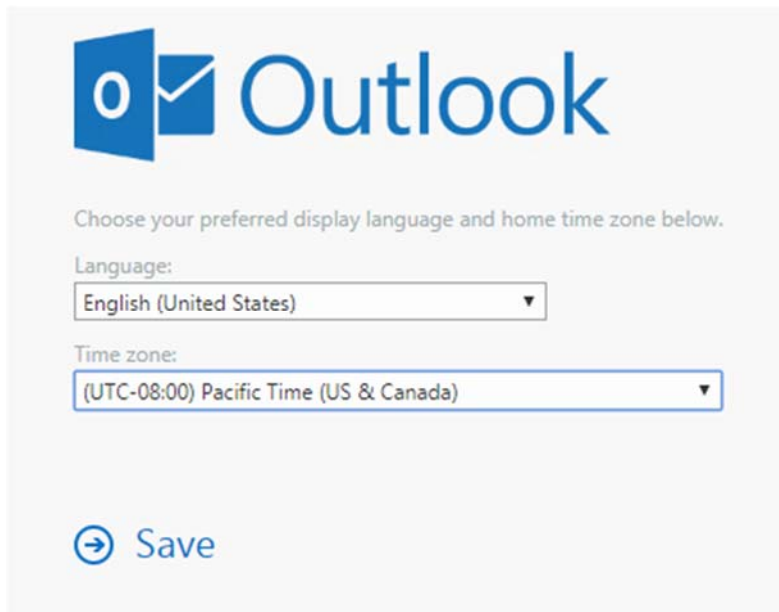 Outlook
Choose your preferred display language and home time zone below.
Language:
English (United States)
Time zone:
(UTC-08:00) Pacific Time (US & Canada)
Save